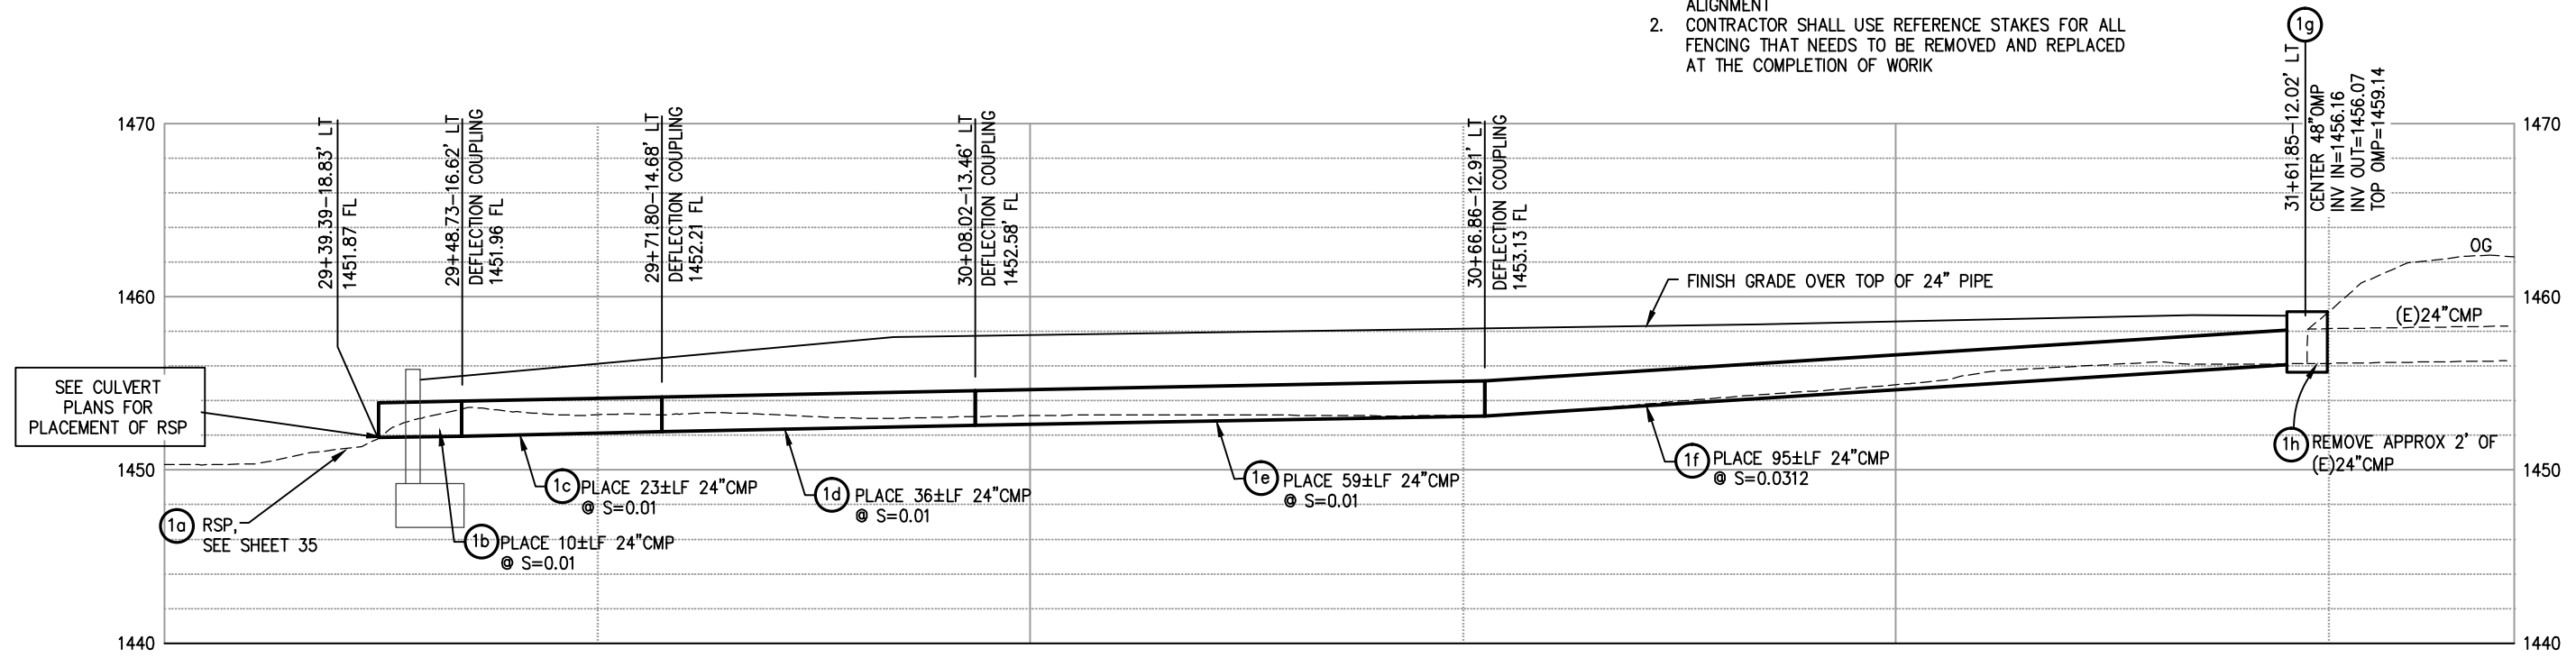 ALIGNMENT
2. CONTRACTOR SHALL USE REFERENCE STAKES FOR ALL
FENCING THAT NEEDS TO BE REMOVED AND REPLACED
AT THE COMPLETION OF WORIK
1g
31+61.85-12.02' LT
CENTER 48"OMP
INV IN=1456.16
INV OUT=1456.07
TOP OMP=1459.14
1470
29+39.39-18.83' LT
1451.87 FL
29+48.73-16.62' LT
DEFLECTION COUPLING
1451.96 FL
29+71.80-14.68' LT
DEFLECTION COUPLING
1452.21 FL
30+08.02-13.46' LT
DEFLECTION COUPLING
1452.58' FL
30+66.86-12.91' LT
DEFLECTION COUPLING
1453.13 FL
1470
OG
FINISH GRADE OVER TOP OF 24" PIPE
1460
1460
(E)24"CMP
SEE CULVERT
PLANS FOR
PLACEMENT OF RSP
1450
1450
1a RSP,
SEE SHEET 35
1b PLACE 10±LF 24"CMP
@ S=0.01
1c PLACE 23±LF 24"CMP
@ S=0.01
1d PLACE 36±LF 24"CMP
@ S=0.01
1e PLACE 59±LF 24"CMP
@ S=0.01
1f PLACE 95±LF 24"CMP
@ S=0.0312
1h REMOVE APPROX 2' OF
(E)24"CMP
1440
1440